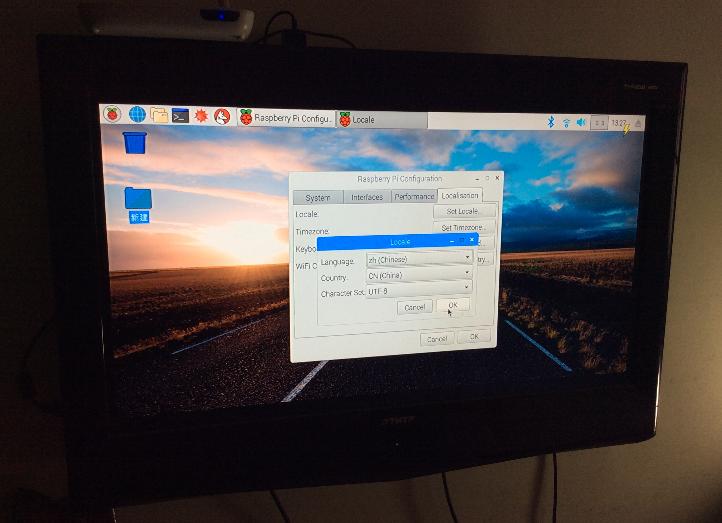 Raspberry Pi Configu...
Locale
13:27
Raspberry Pi Configuration
System
Interfaces
Performance
Localisation
Locale:
Set Locale...
Timezone:
Set Timezone...
Keybo
Locale
WiFi C
try...
Language:
zh (Chinese)
Country:
CN (China)
Character Set:
UTF-8
Cancel
OK
Cancel
OK
新建